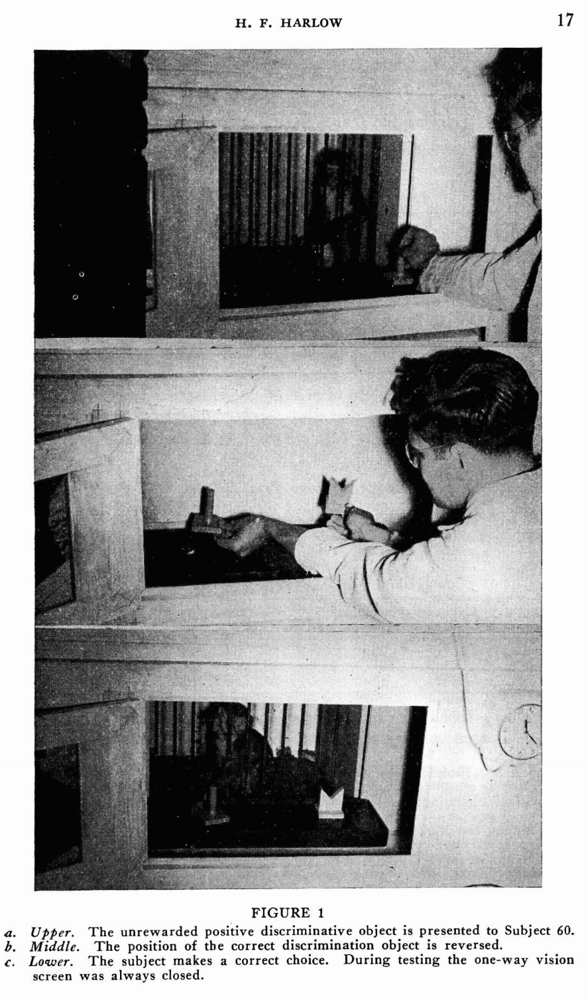 H. F. HARLOW 17
FIGURE 1
a. Upper. The unrewarded positive discriminative object is presented to Subject 60.
b. Middle. The position of the correct discrimination object is reversed.
c. Lower. The subject makes a correct choice. During testing the one-way vision
screen was always closed.